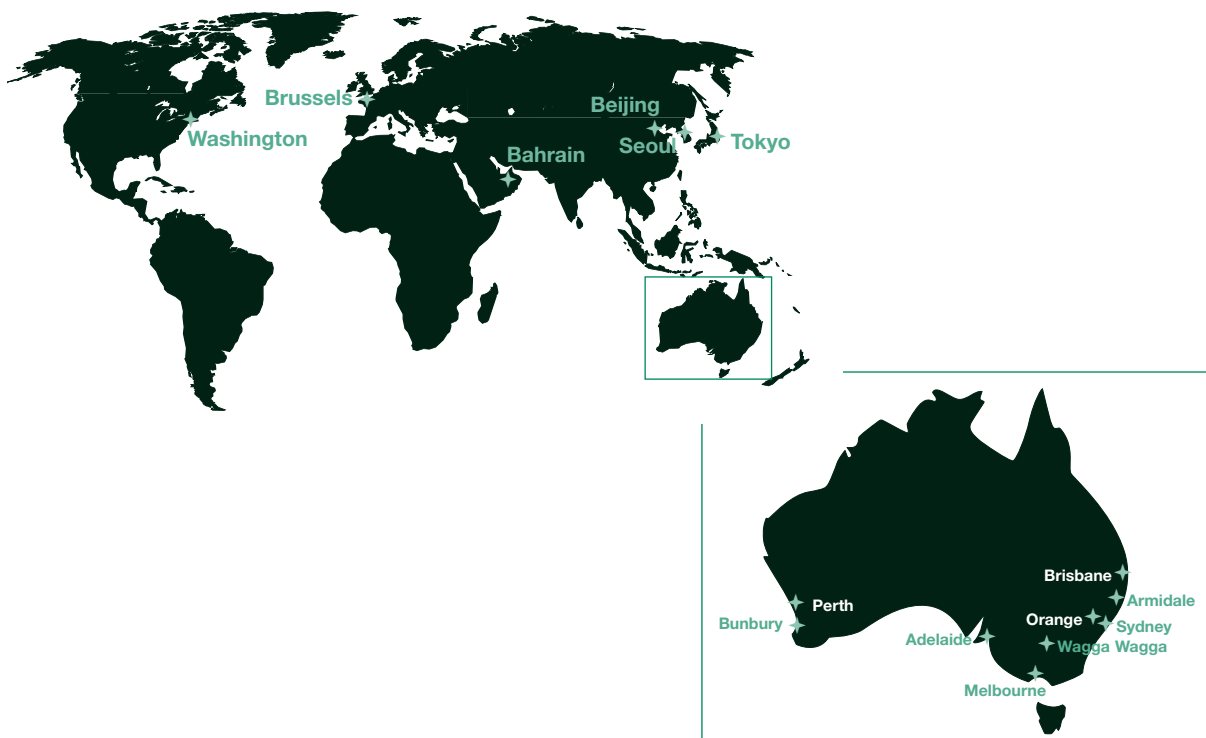 Brussels
Beijing
Washington
Seoul
Tokyo
Bahrain
Brisbane
Armidale
Perth
Orange
Bunbury
Sydney
Adelaide
Wagga Wagga
Melbourne